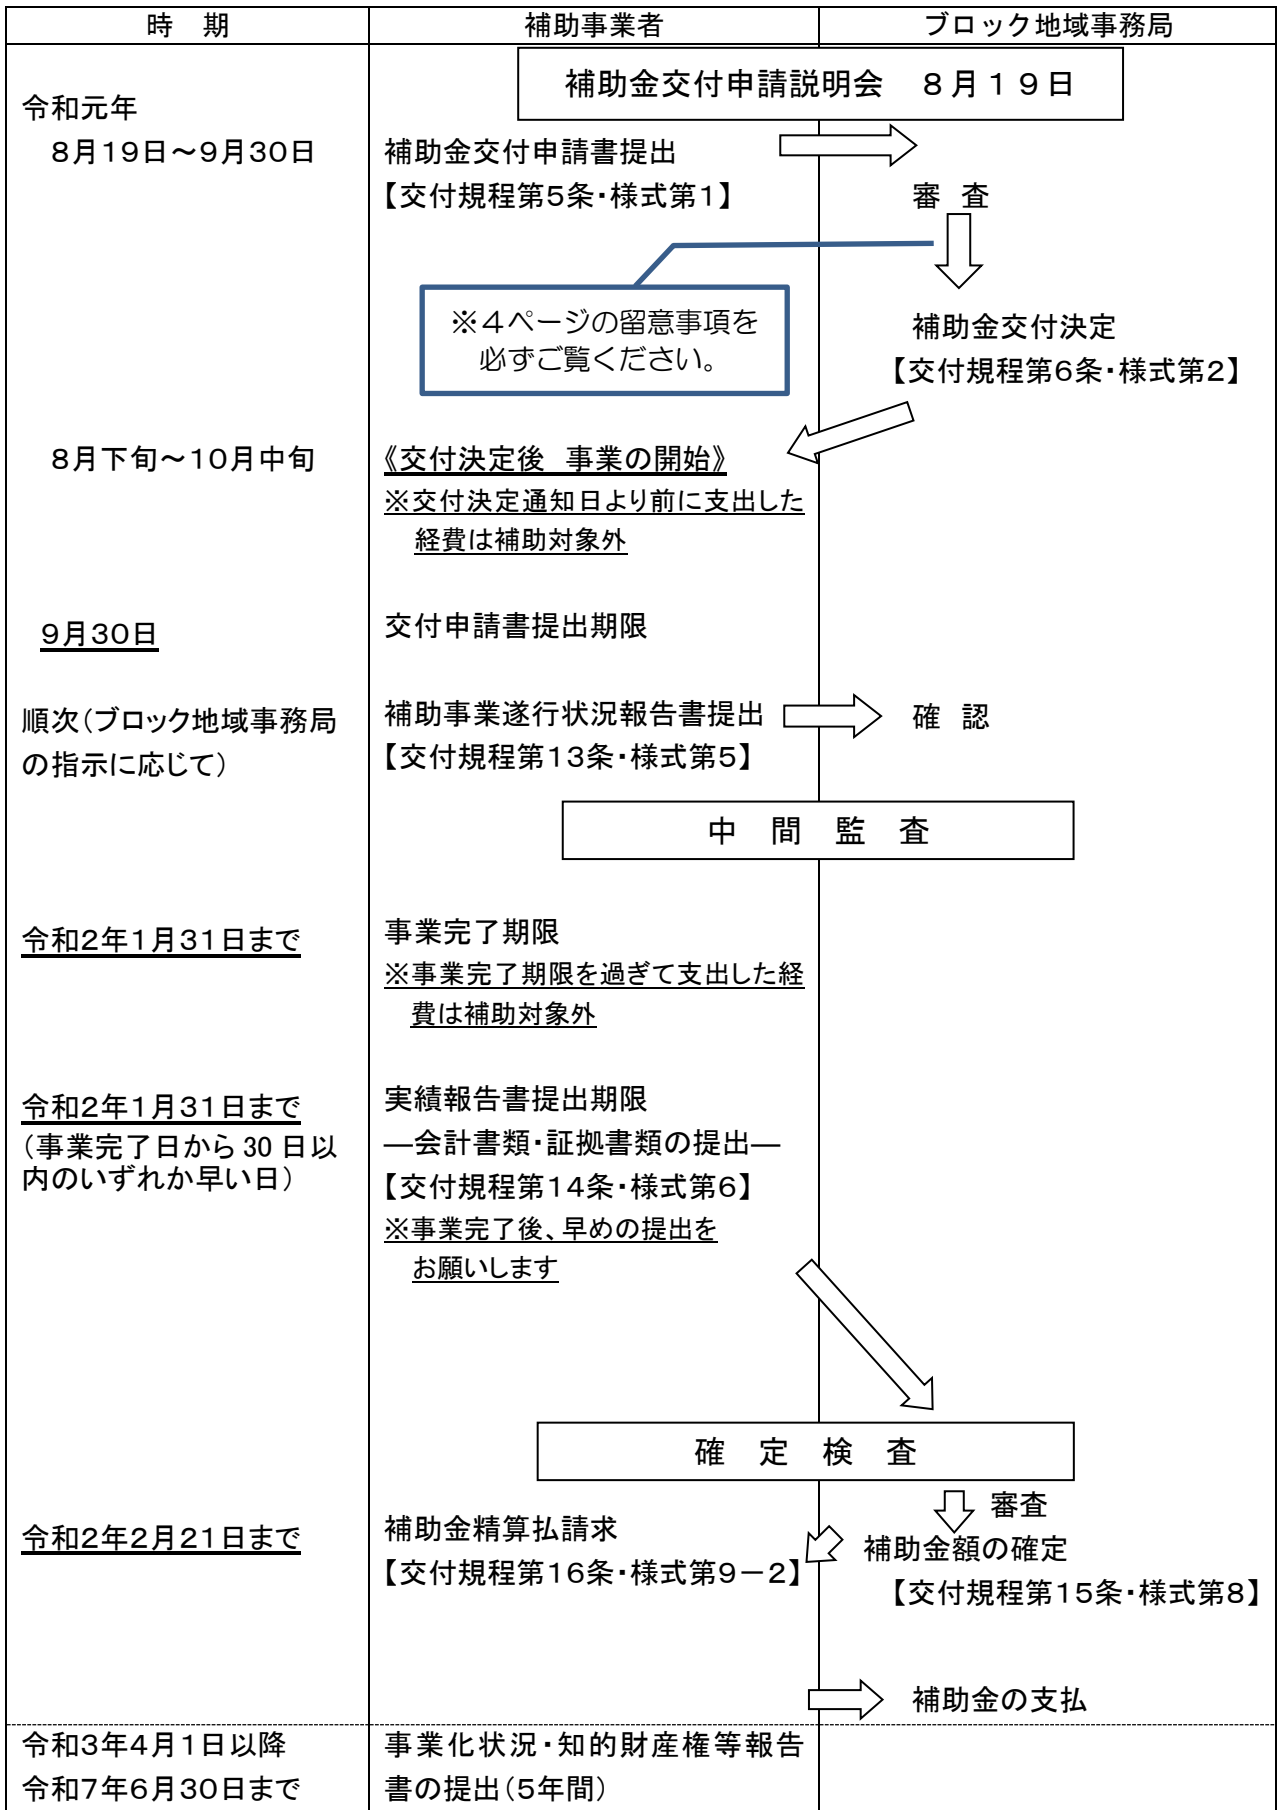 時　期
補助事業者
ブロック地域事務局
補助金交付申請説明会　８月１９日
令和元年
8月19日～9月30日
補助金交付申請書提出
【交付規程第5条・様式第1】
審　査
※４ページの留意事項を
必ずご覧ください。
補助金交付決定
【交付規程第6条・様式第2】
8月下旬～10月中旬
《交付決定後　事業の開始》
※交付決定通知日より前に支出した
経費は補助対象外
9月30日
交付申請書提出期限
順次（ブロック地域事務局
の指示に応じて）
補助事業遂行状況報告書提出
【交付規程第13条・様式第5】
確　認
中　間　監　査
令和2年1月31日まで
事業完了期限
※事業完了期限を過ぎて支出した経
費は補助対象外
令和2年1月31日まで
（事業完了日から 30 日以
内のいずれか早い日）
実績報告書提出期限
―会計書類・証拠書類の提出―
【交付規程第14条・様式第6】
※事業完了後、早めの提出を
お願いします
確　定　検　査
審査
令和2年2月21日まで
補助金精算払請求
【交付規程第16条・様式第9－2】
補助金額の確定
【交付規程第15条・様式第8】
補助金の支払
令和3年4月1日以降
令和7年6月30日まで
事業化状況・知的財産権等報告
書の提出（5年間）